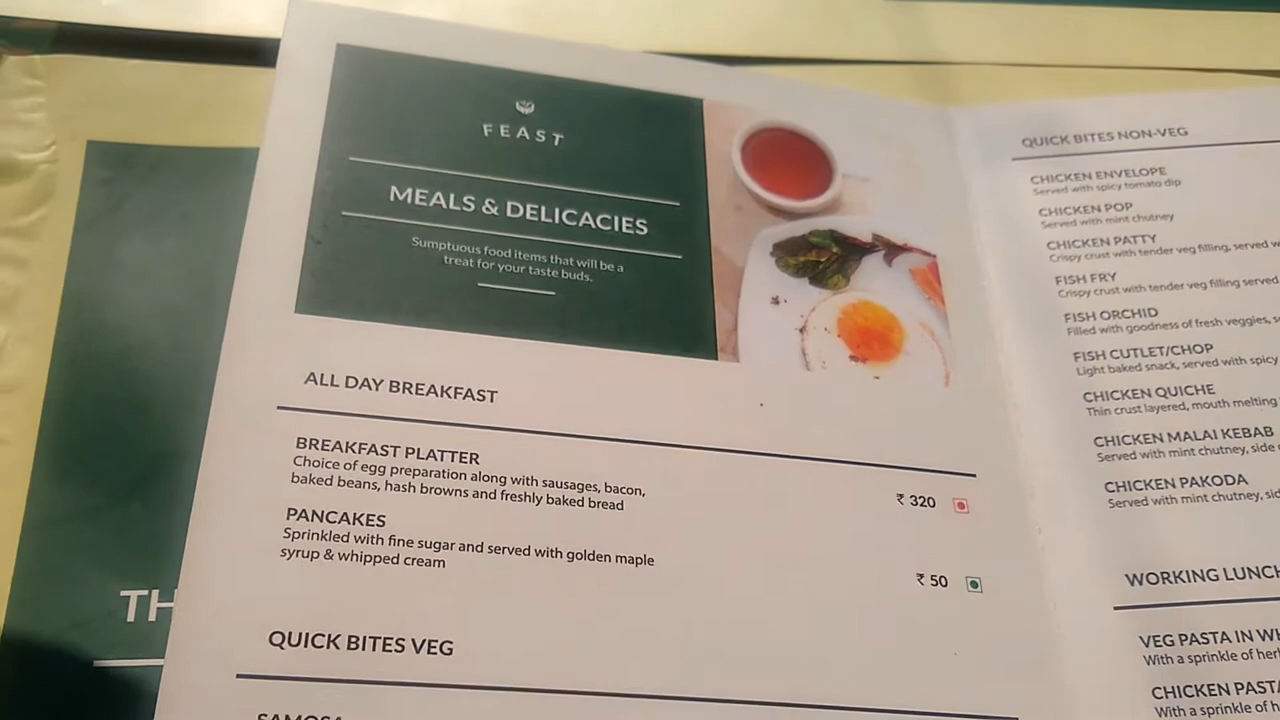 FEAST
MEALS & DELICACIES
Sumptuous food items that will be a
treat for your taste buds.
ALL DAY BREAKFAST
BREAKFAST PLATTER
Choice of egg preparation along with sausages, bacon,
baked beans, hash browns and freshly baked bread
₹ 320
PANCAKES
Sprinkled with fine sugar and served with golden maple
syrup & whipped cream
₹ 50
QUICK BITES VEG
SAMOSA
QUICK BITES NON-VEG
CHICKEN ENVELOPE
Served with spicy tomato dip
CHICKEN POP
Served with mint chutney
CHICKEN PATTY
Crispy crust with tender veg filling, served
FISH FRY
Crispy crust with tender veg filling served
FISH ORCHID
Filled with goodness of fresh veggies,
FISH CUTLET/CHOP
Light baked snack, served with spicy
CHICKEN QUICHE
Thin crust layered, mouth melting
CHICKEN MALAI KEBAB
Served with mint chutney, side
CHICKEN PAKODA
Served with mint chutney,
WORKING LUNCH
VEG PASTA IN
With a sprinkle of
CHICKEN PASTA
With a sprinkle of
TH